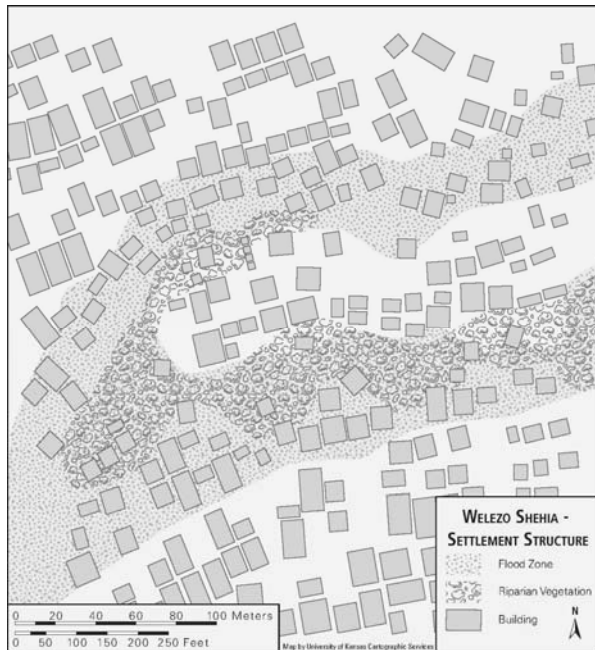 WELEZO SHEHIA -
SETTLEMENT STRUCTURE
Flood Zone
Riparian Vegetation
Building
N
0 20 40 60 80 100 Meters
0 50 100 150 200 250 Feet
Map by University of Kansas Cartographic Services